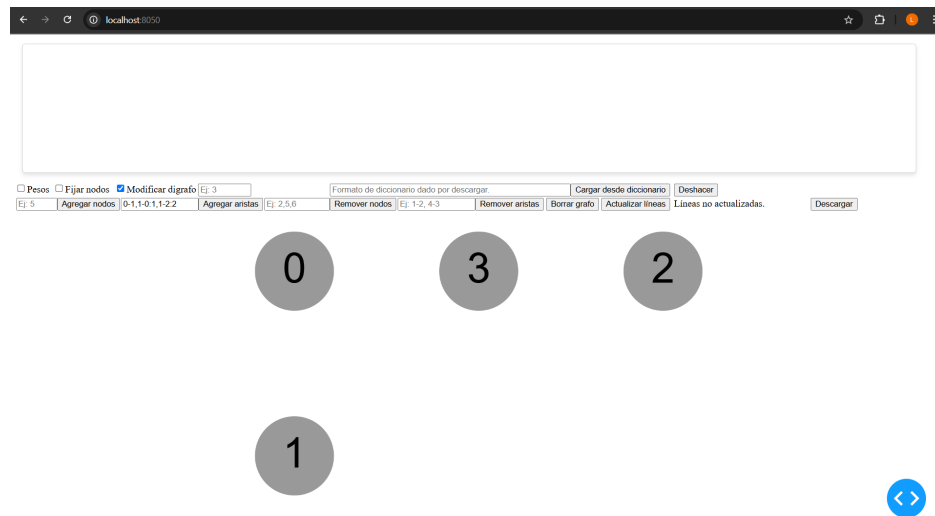 localhost:8050
L
Pesos Fijar nodos Modificar digrafo Ej: 3 Formato de diccionario dado por descargar. Cargar desde diccionario Deshacer
Ej: 5 Agregar nodos 0-1,1-0:1,1-2:2 Agregar aristas Ej: 2,5,6 Remover nodos Ej: 1-2, 4-3 Remover aristas Borrar grafo Actualizar líneas Líneas no actualizadas. Descargar
0 3 2
1